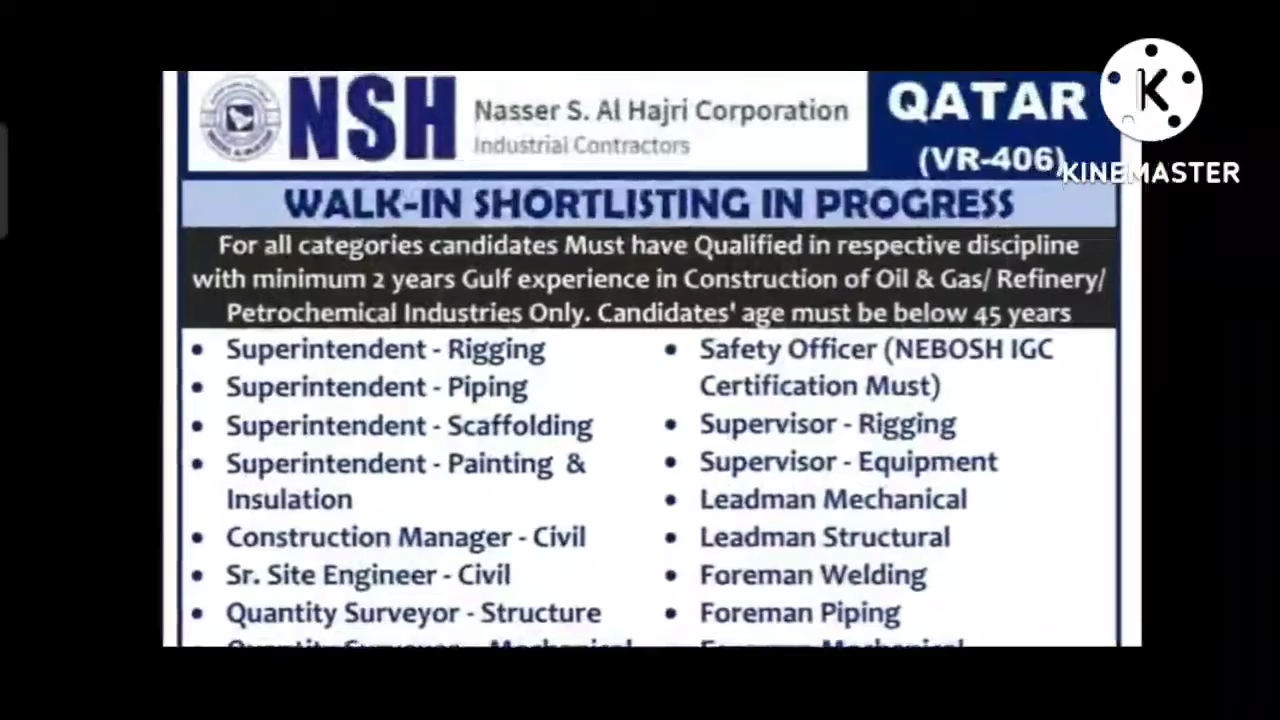 NSH
Nasser S. Al Hajri Corporation
Industrial Contractors
QATAR
(VR-406)
K
KINEMASTER
WALK-IN SHORTLISTING IN PROGRESS
For all categories candidates Must have Qualified in respective discipline
with minimum 2 years Gulf experience in Construction of Oil & Gas/ Refinery/
Petrochemical Industries Only. Candidates' age must be below 45 years
• Superintendent - Rigging
• Superintendent - Piping
• Superintendent - Scaffolding
• Superintendent - Painting &
Insulation
• Construction Manager - Civil
• Sr. Site Engineer - Civil
• Quantity Surveyor - Structure
• Safety Officer (NEBOSH IGC
Certification Must)
• Supervisor - Rigging
• Supervisor - Equipment
• Leadman Mechanical
• Leadman Structural
• Foreman Welding
• Foreman Piping